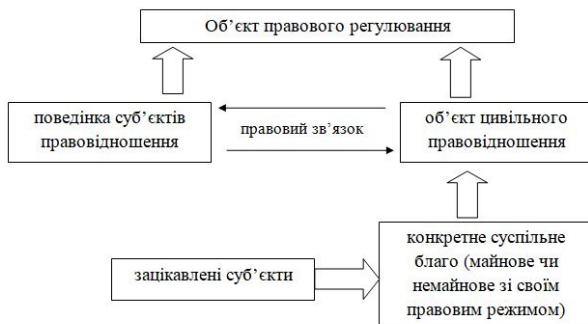 Об’єкт правового регулювання
поведінка суб’єктів
правовідношення
правовий зв’язок
об’єкт цивільного
правовідношення
зацікавлені суб’єкти
конкретне суспільне
благо (майнове чи
немайнове зі своїм
правовим режимом)